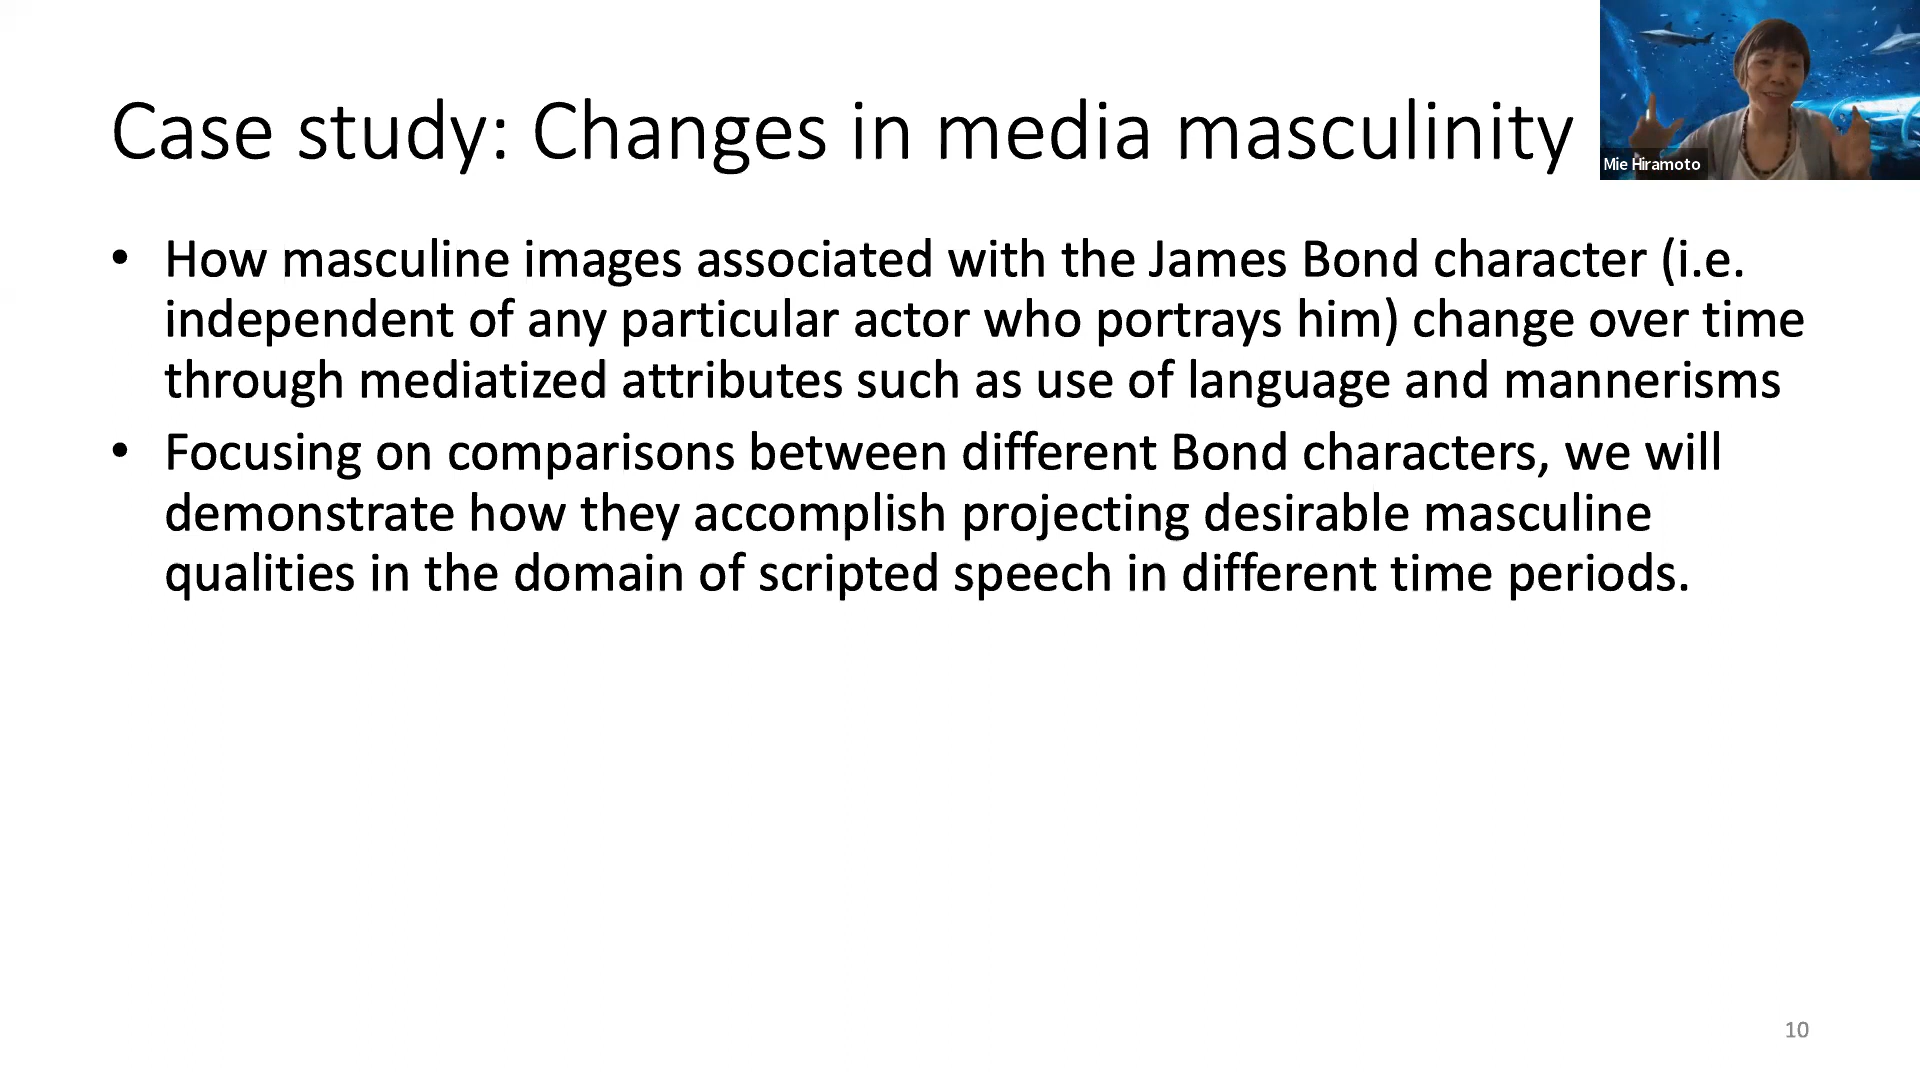 Case study: Changes in media masculinity
Mie Hiramoto
• How masculine images associated with the James Bond character (i.e.
independent of any particular actor who portrays him) change over time
through mediatized attributes such as use of language and mannerisms
• Focusing on comparisons between different Bond characters, we will
demonstrate how they accomplish projecting desirable masculine
qualities in the domain of scripted speech in different time periods.
10